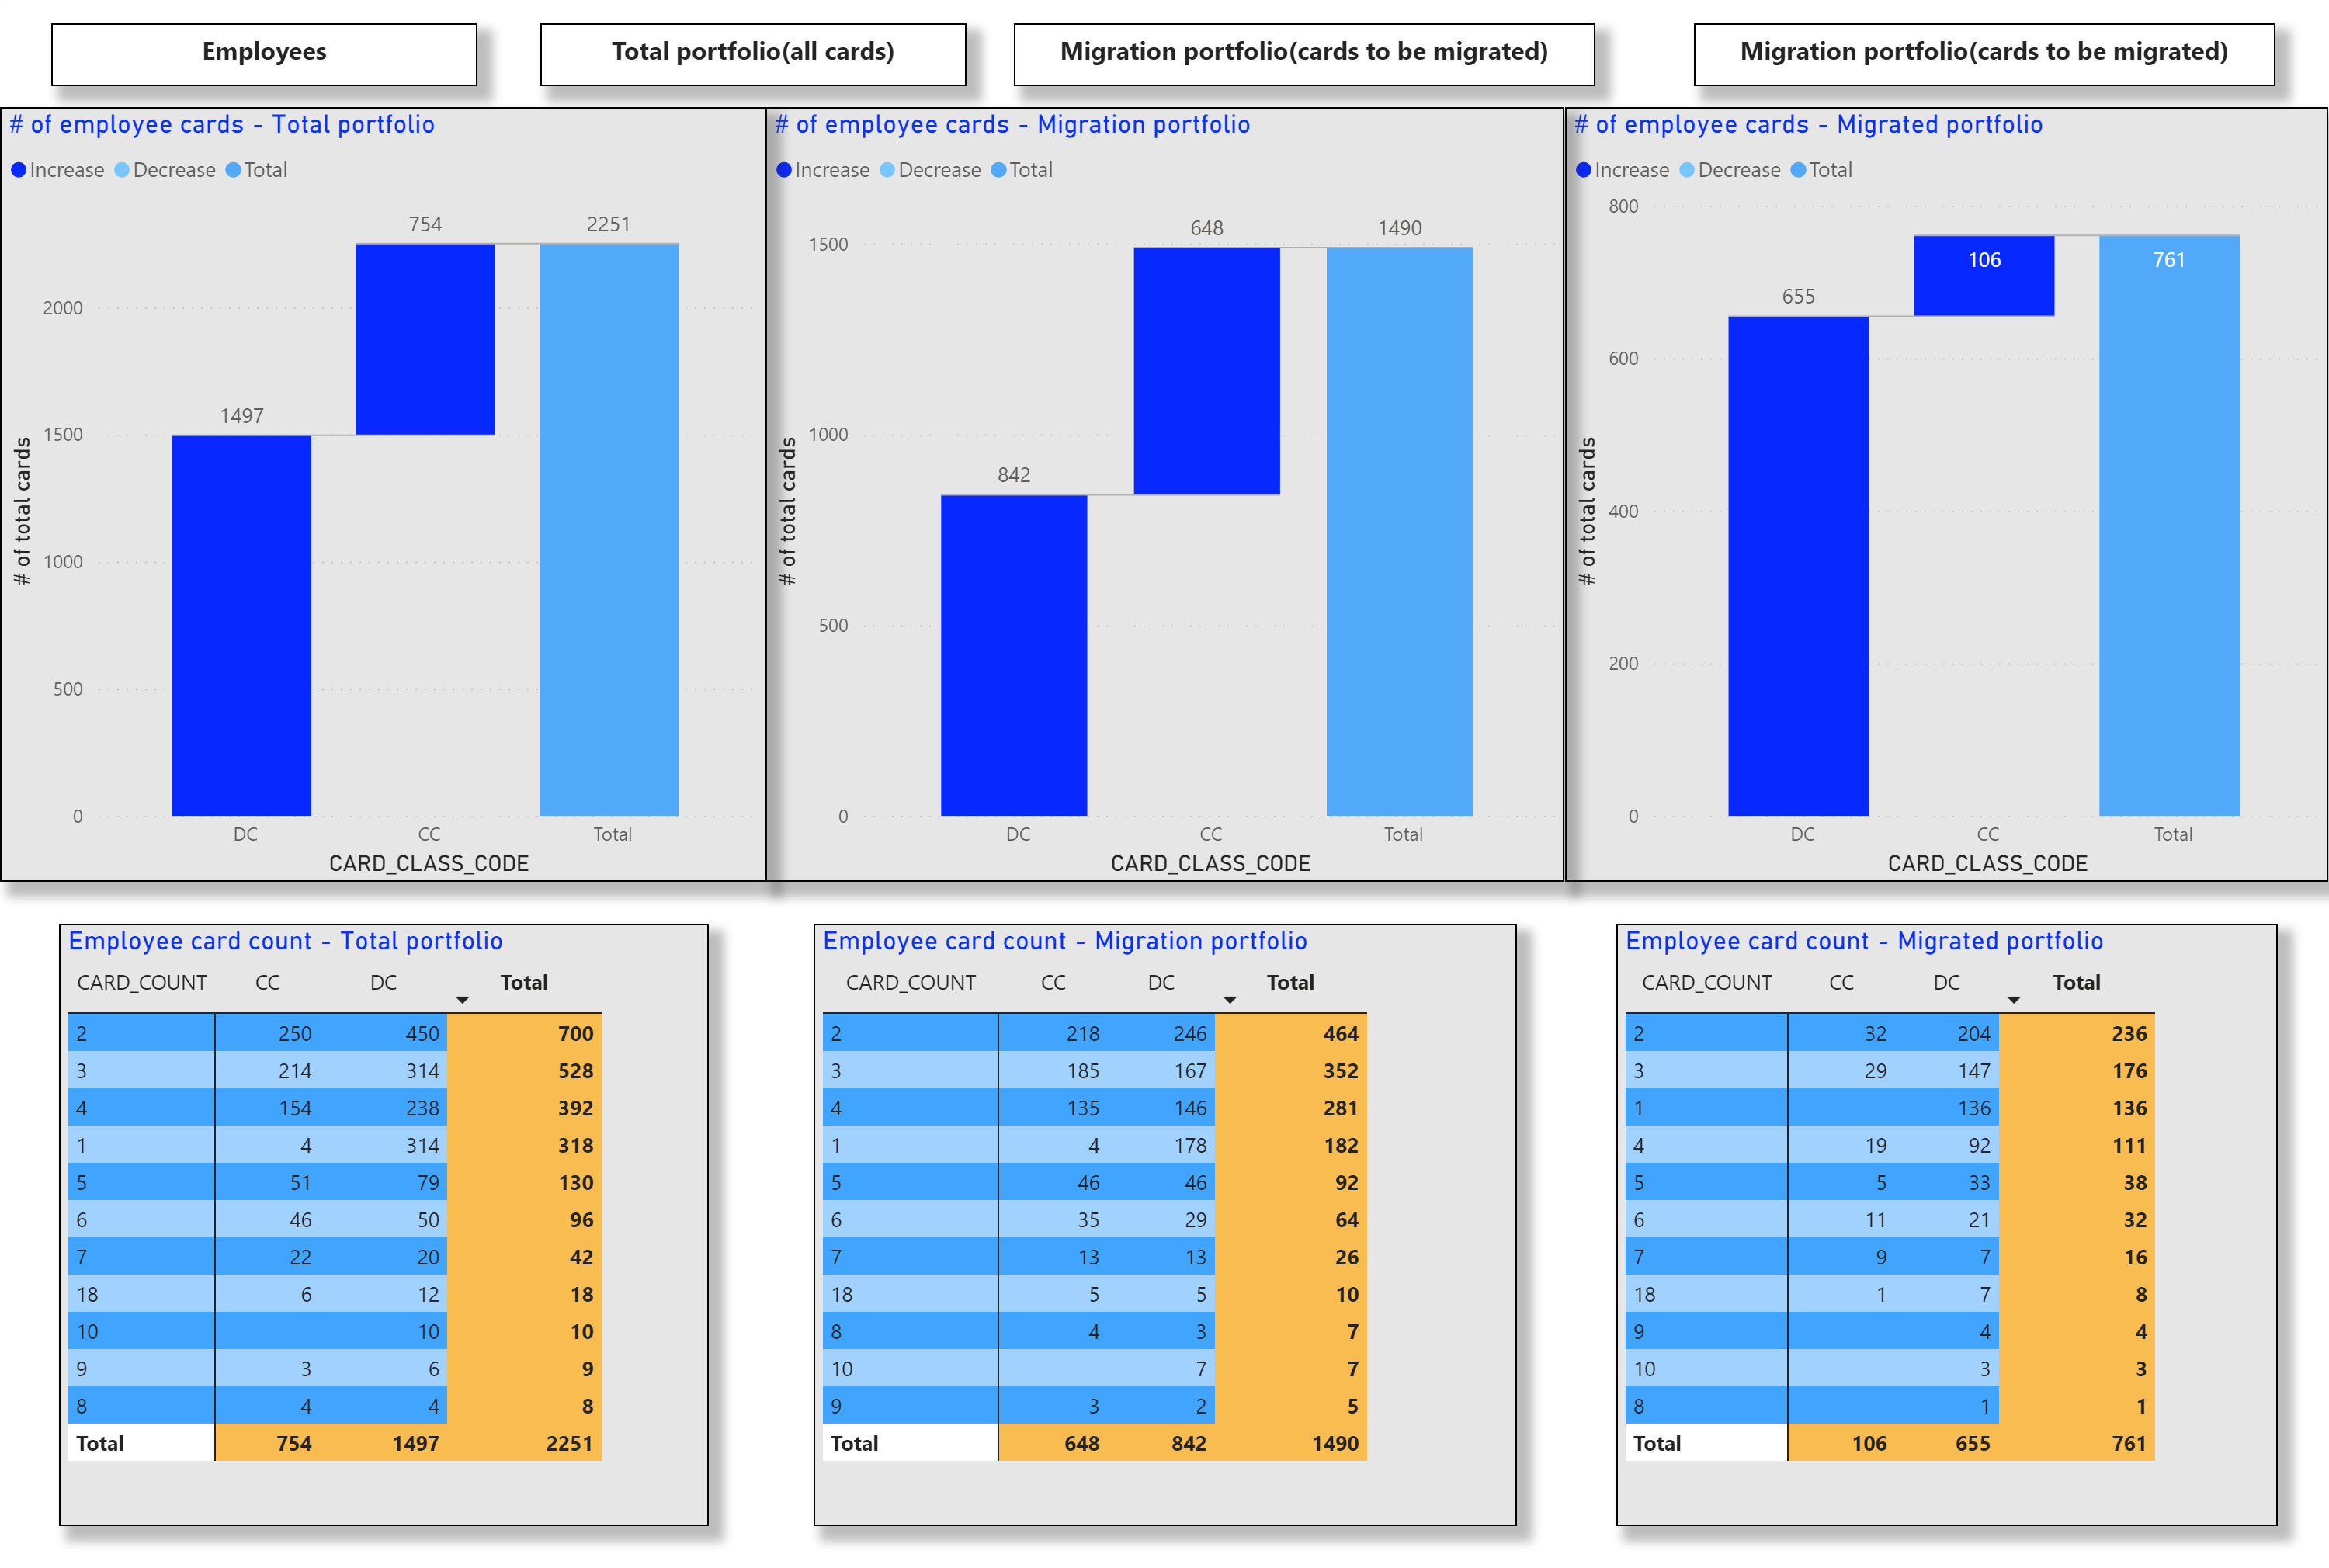 Employees
Total portfolio(all cards)
Migration portfolio(cards to be migrated)
Migration portfolio(cards to be migrated)
# of employee cards - Total portfolio
Increase Decrease Total
# of total cards
2000
1500
1000
500
0
1497
754
2251
DC CC Total
CARD_CLASS_CODE
# of employee cards - Migration portfolio
Increase Decrease Total
# of total cards
1500
1000
500
0
842
648
1490
DC CC Total
CARD_CLASS_CODE
# of employee cards - Migrated portfolio
Increase Decrease Total
# of total cards
800
600
400
200
0
655
106
761
DC CC Total
CARD_CLASS_CODE
Employee card count - Total portfolio
CARD_COUNT CC DC Total
2 250 450 700
3 214 314 528
4 154 238 392
1 4 314 318
5 51 79 130
6 46 50 96
7 22 20 42
18 6 12 18
10 10 10
9 3 6 9
8 4 4 8
Total 754 1497 2251
Employee card count - Migration portfolio
CARD_COUNT CC DC Total
2 218 246 464
3 185 167 352
4 135 146 281
1 4 178 182
5 46 46 92
6 35 29 64
7 13 13 26
18 5 5 10
8 4 3 7
10 7 7
9 3 2 5
Total 648 842 1490
Employee card count - Migrated portfolio
CARD_COUNT CC DC Total
2 32 204 236
3 29 147 176
1 136 136
4 19 92 111
5 5 33 38
6 11 21 32
7 9 7 16
18 1 7 8
9 4 4
10 3 3
8 1 1
Total 106 655 761